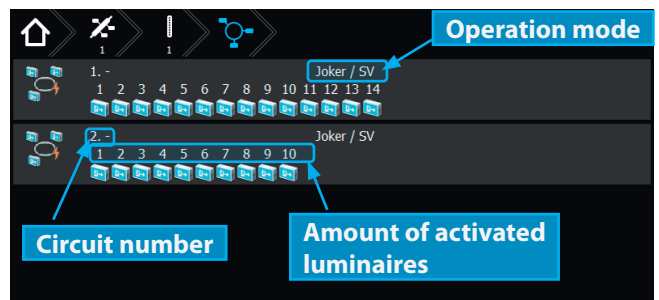 Operation mode
1
1
1. -
Joker / SV
1 2 3 4 5 6 7 8 9 10 11 12 13 14
2. -
Joker / SV
1 2 3 4 5 6 7 8 9 10
Circuit number
Amount of activated
luminaires